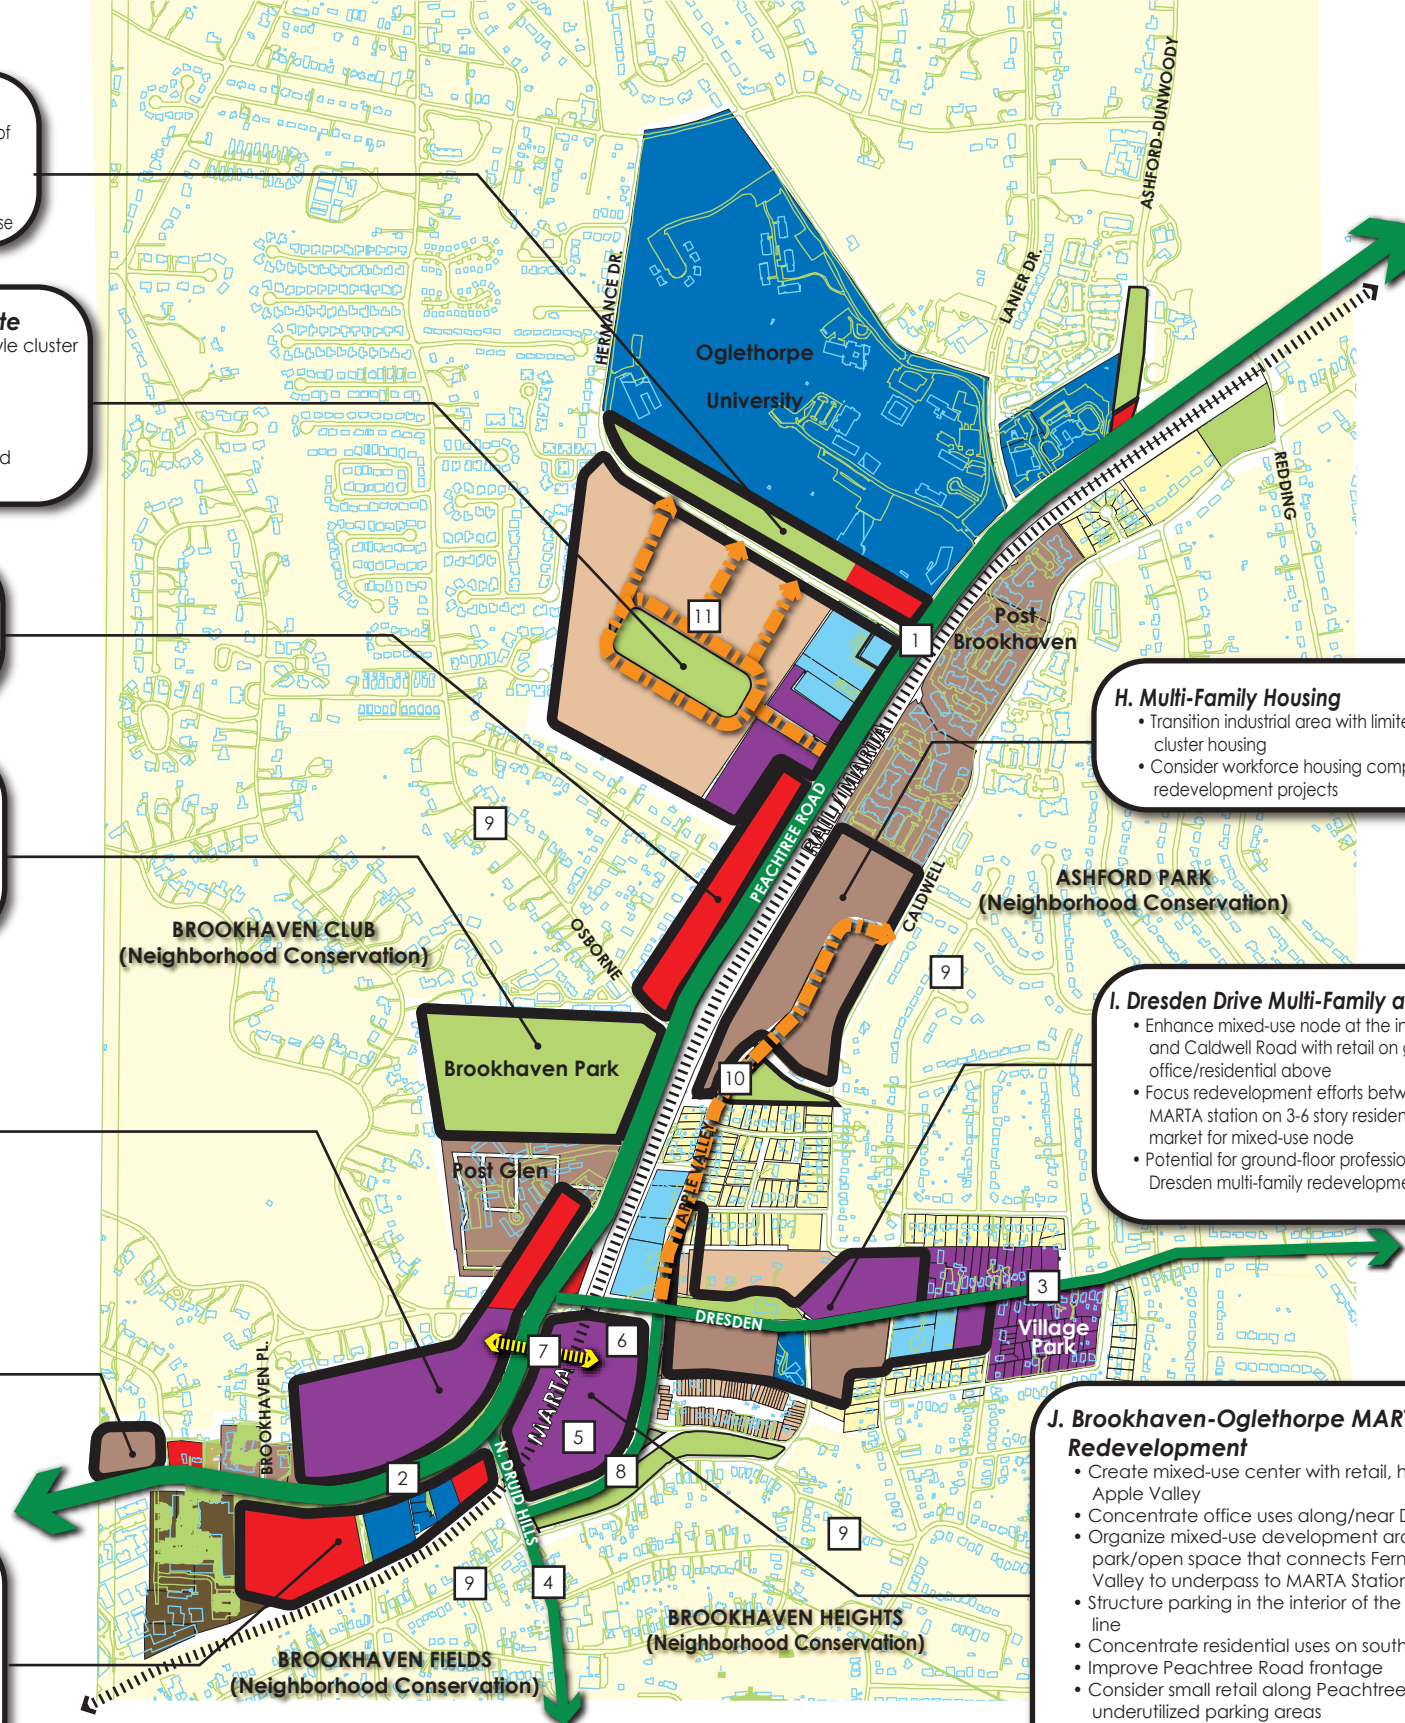 of
se
te
yle cluster
d
ASHFORD-DUNWOODY
LANIER DR.
HERMANCE DR.
Oglethorpe
University
REDDING
11
1
Post
Brookhaven
H. Multi-Family Housing
• Transition industrial area with limite
cluster housing
• Consider workforce housing comp
redevelopment projects
9
PEACHTREE ROAD
RAIL/MARTA
CALDWELL
ASHFORD PARK
(Neighborhood Conservation)
BROOKHAVEN CLUB
(Neighborhood Conservation)
OSBORNE
9
I. Dresden Drive Multi-Family a
• Enhance mixed-use node at the in
and Caldwell Road with retail on g
office/residential above
• Focus redevelopment efforts betw
MARTA station on 3-6 story residen
market for mixed-use node
• Potential for ground-floor professio
Dresden multi-family redevelopme
Brookhaven Park
10
APPLE VALLEY
Post Glen
3
DRESDEN
Village
Park
6
7
MARTA
BROOKHAVEN PL.
5
8
2
N. DRUID HILLS
J. Brookhaven-Oglethorpe MART
Redevelopment
• Create mixed-use center with retail, h
Apple Valley
• Concentrate office uses along/near D
• Organize mixed-use development aro
park/open space that connects Fern
Valley to underpass to MARTA Station
• Structure parking in the interior of the
line
• Concentrate residential uses on south
• Improve Peachtree Road frontage
• Consider small retail along Peachtree
underutilized parking areas
9
9
4
BROOKHAVEN HEIGHTS
(Neighborhood Conservation)
BROOKHAVEN FIELDS
(Neighborhood Conservation)